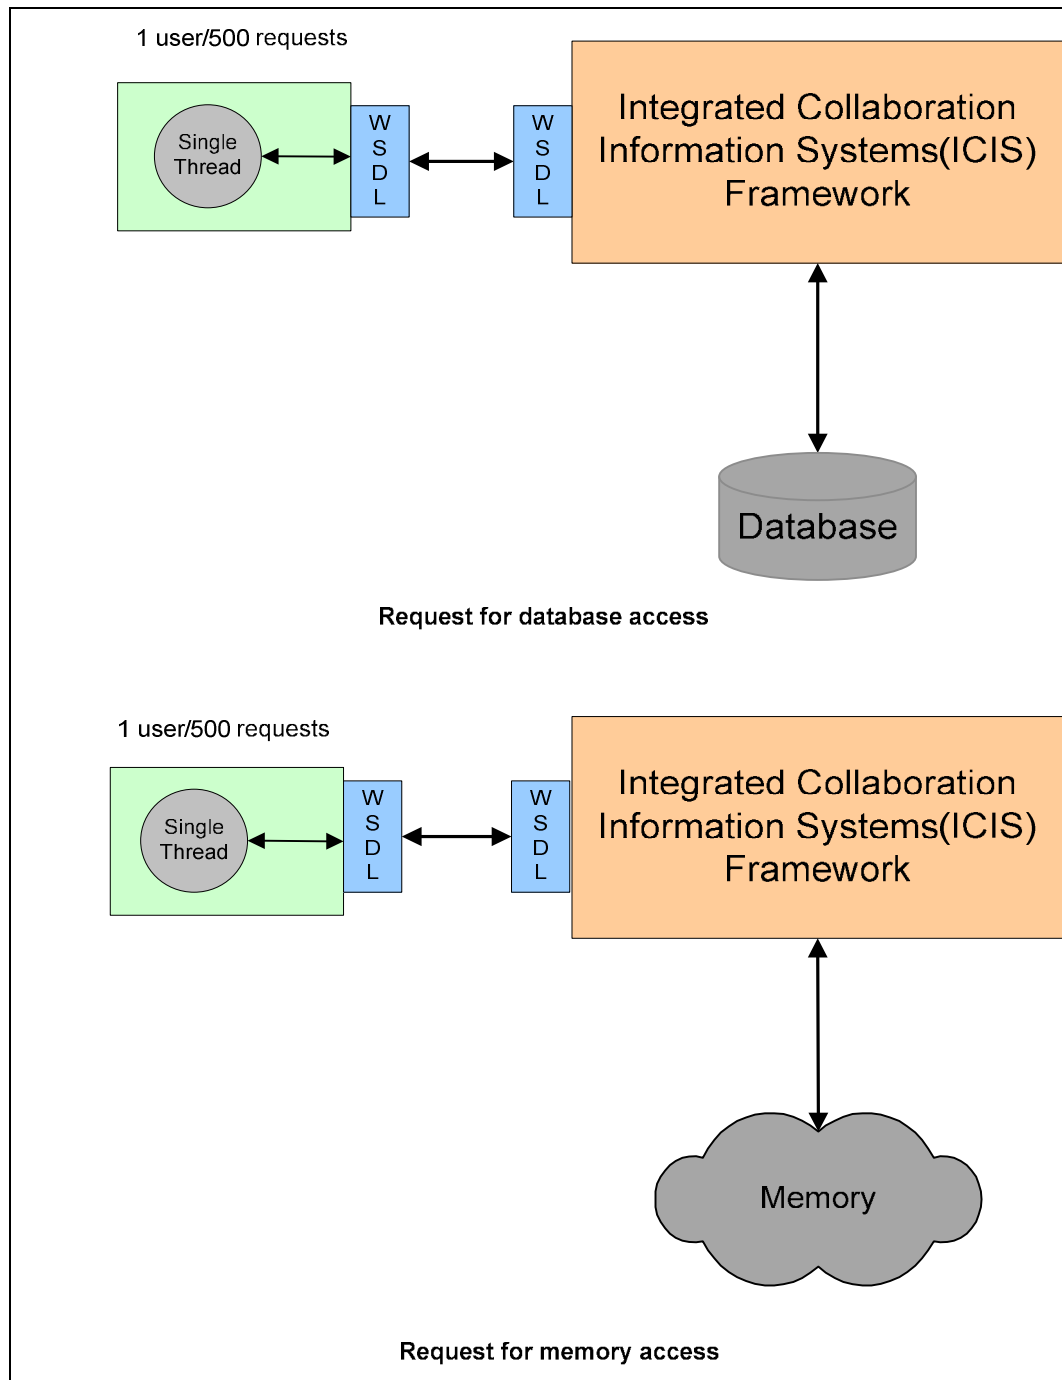 1 user/500 requests
Single
Thread
W
S
D
L
W
S
D
L
Integrated Collaboration
Information Systems(ICIS)
Framework
Database
Request for database access
1 user/500 requests
Single
Thread
W
S
D
L
W
S
D
L
Integrated Collaboration
Information Systems(ICIS)
Framework
Memory
Request for memory access